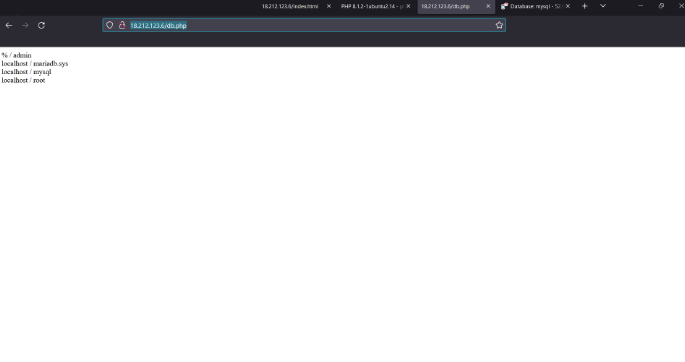 18.212.123.6/index.html
PHP 8.1.2-1ubuntu2.14 - p
18.212.123.6/db.php
Database: mysql - 52
18.212.123.6/db.php
% / admin
localhost / mariadb.sys
localhost / mysql
localhost / root